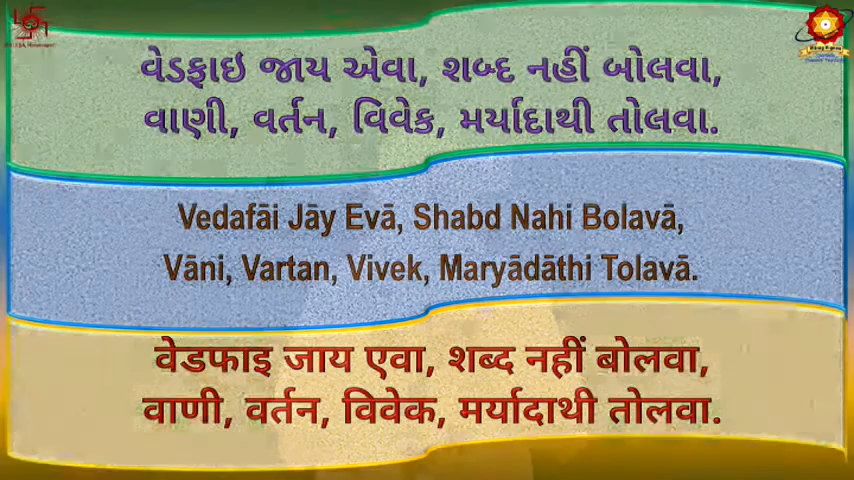 વેડફાઇ જાય એવા, શબ્દ નહીં બોલવા,
વાણી, વર્તન, વિવેક, મર્યાદાથી તોલવા.
Vedafāi Jāy Evā, Shabd Nahi Bolavā,
Vāni, Vartan, Vivek, Maryādāthi Tolavā.
वेडफाइ जाय एवा, शब्द नहीं बोलवा,
वाणी, वर्तन, विवेक, मर्यादाथी तोलवा.